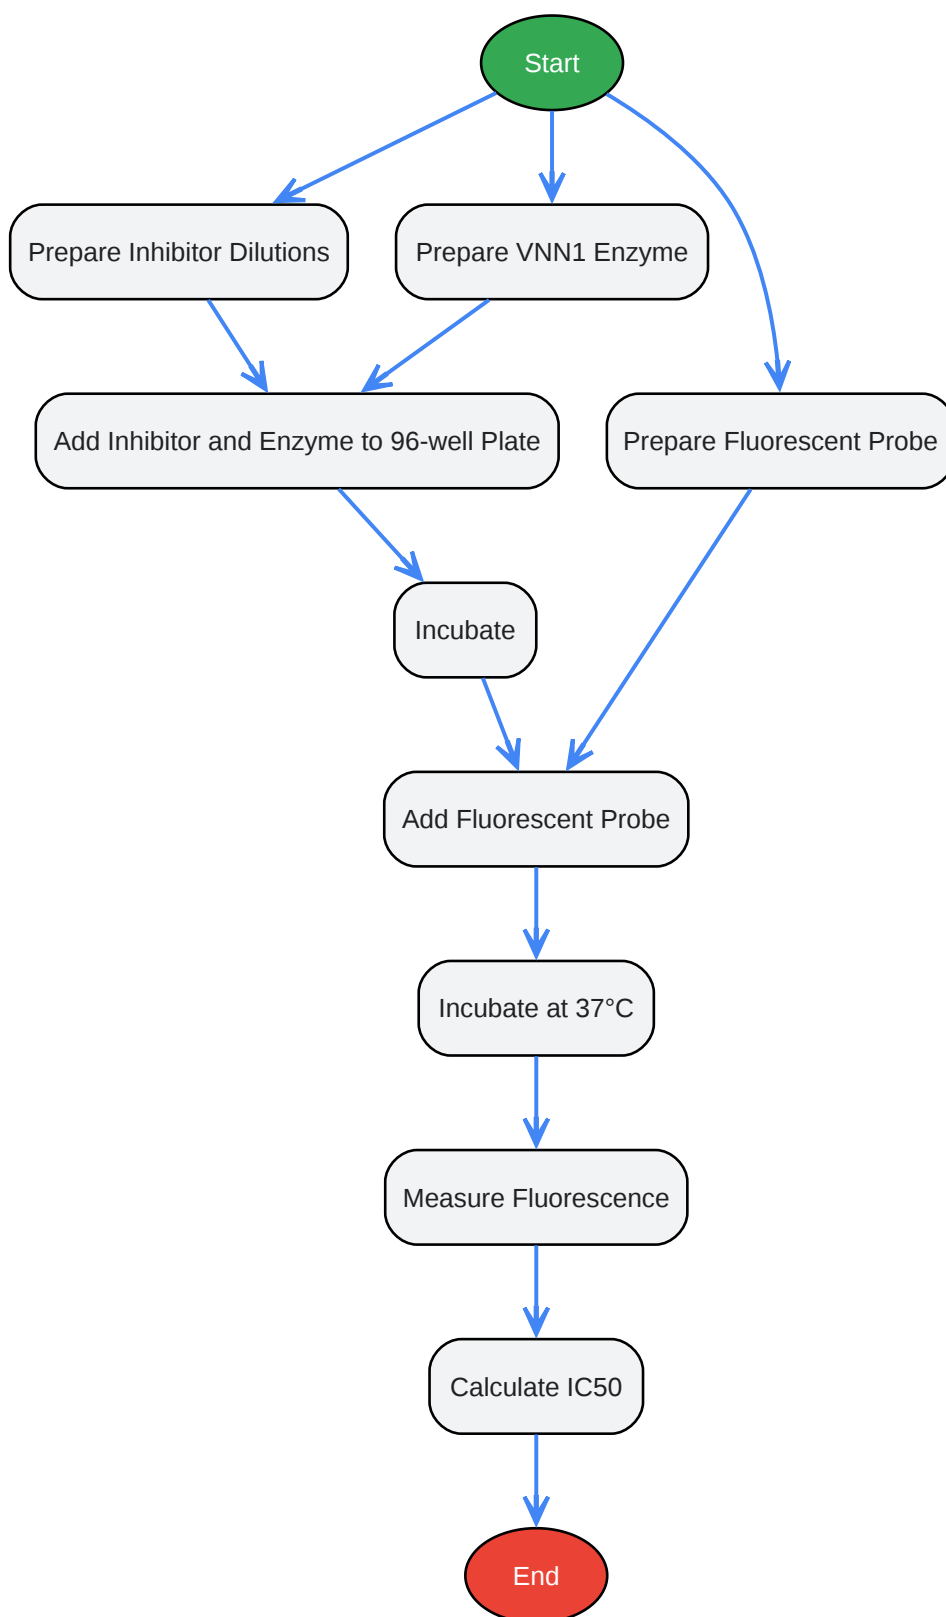 Start
Prepare Inhibitor Dilutions
Prepare VNN1 Enzyme
Add Inhibitor and Enzyme to 96-well Plate
Prepare Fluorescent Probe
Incubate
Add Fluorescent Probe
Incubate at 37°C
Measure Fluorescence
Calculate IC50
End